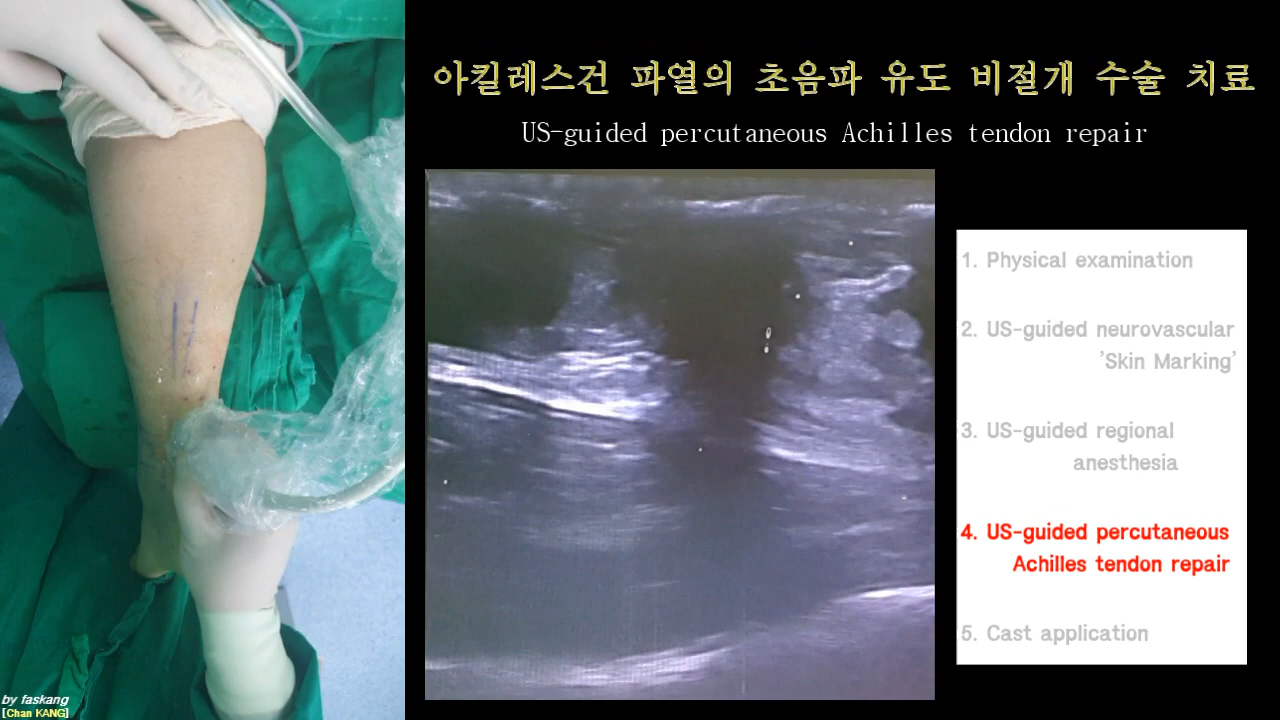 아킬레스건 파열의 초음파 유도 비절개 수술 치료
US-guided percutaneous Achilles tendon repair
1. Physical examination
2. US-guided neurovascular
'Skin Marking'
3. US-guided regional
anesthesia
4. US-guided percutaneous
Achilles tendon repair
5. Cast application
by faskang
[Chan KANG]